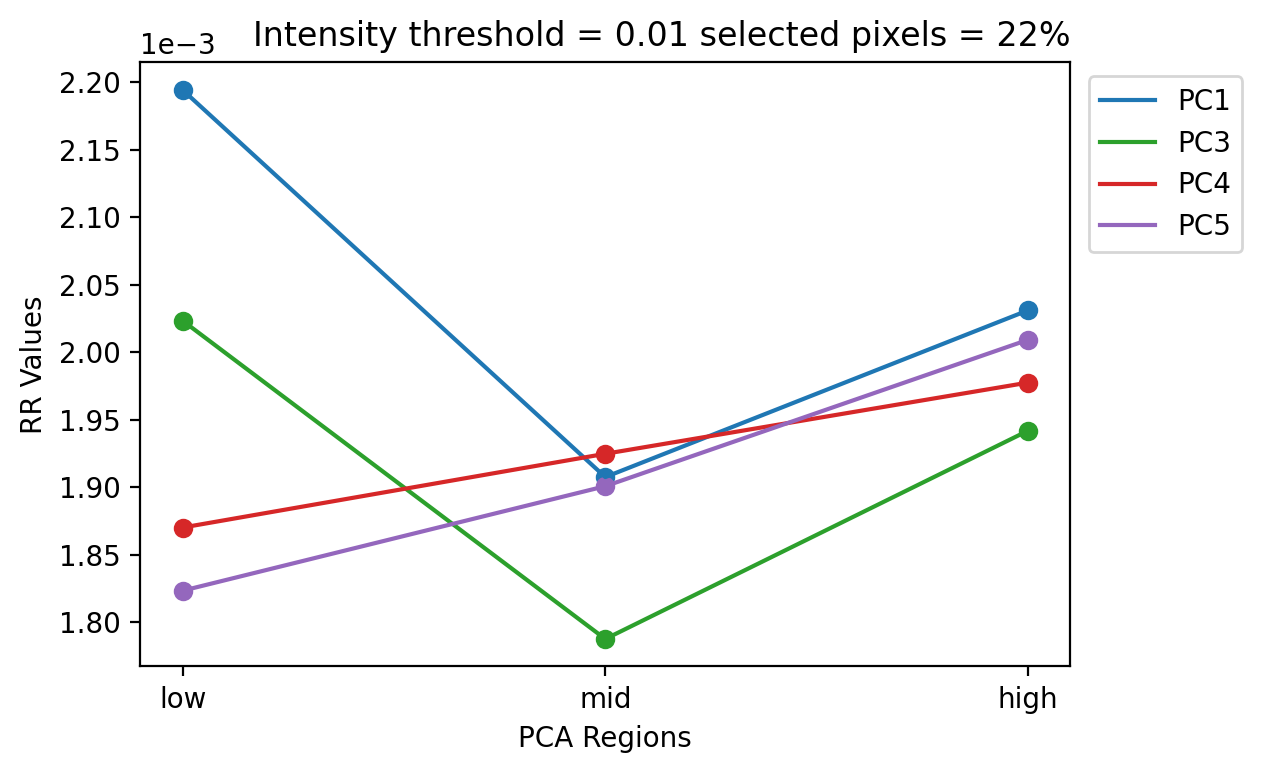 Intensity threshold = 0.01 selected pixels = 22%
1e−3
2.20
2.15
2.10
2.05
2.00
1.95
1.90
1.85
1.80
RR Values
low
mid
high
PCA Regions
PC1
PC3
PC4
PC5